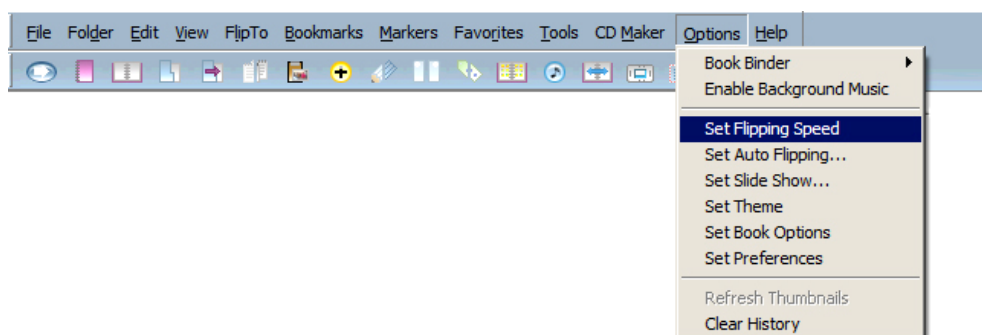 File Folder Edit View FlipTo Bookmarks Markers Favorites Tools CD Maker Options Help
Book Binder
Enable Background Music
Set Flipping Speed
Set Auto Flipping...
Set Slide Show...
Set Theme
Set Book Options
Set Preferences
Refresh Thumbnails
Clear History